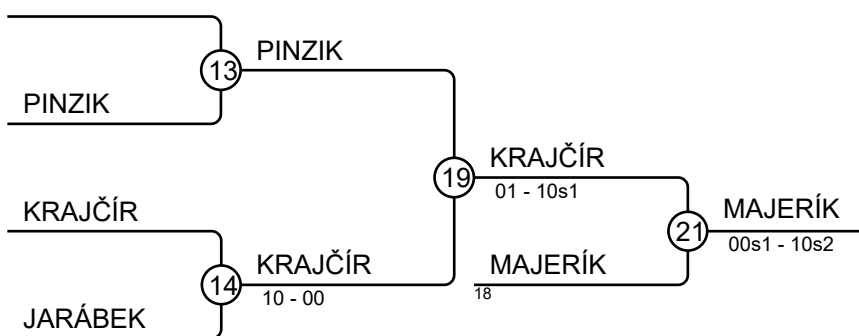 PINZIK
13
PINZIK
KRAJČÍR
19
01 - 10s1
KRAJČÍR
MAJERÍK
21
00s1 - 10s2
KRAJČÍR
MAJERÍK
14
18
10 - 00
JARÁBEK